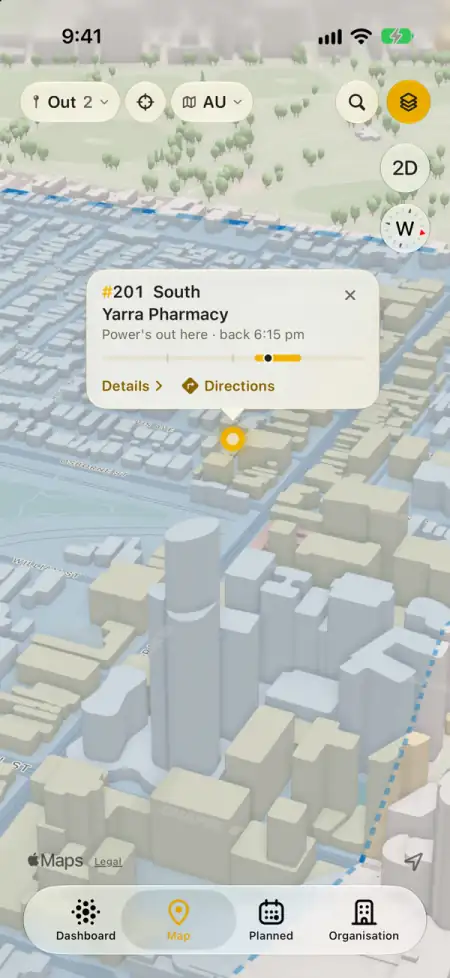 9:41
Out 2
AU
2D
W
#201 South
Yarra Pharmacy
Power's out here · back 6:15 pm
Details
Directions
ST
Maps Legal
Dashboard
Map
Planned
Organisation